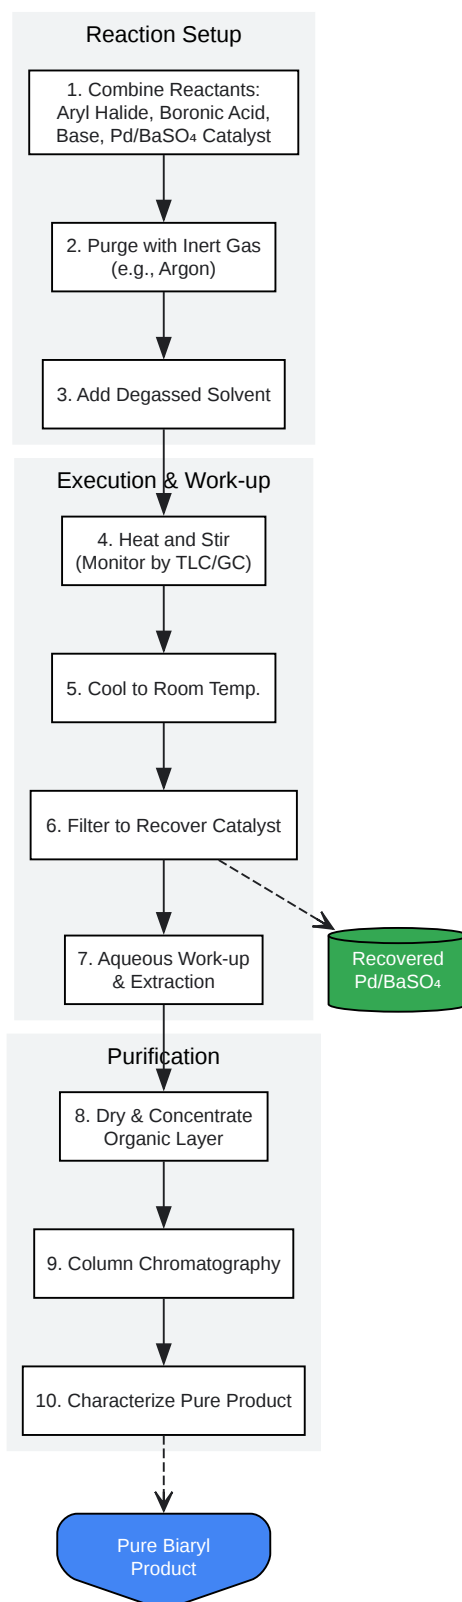 Reaction Setup
1. Combine Reactants:
Aryl Halide, Boronic Acid,
Base, Pd/BaSO₄ Catalyst
2. Purge with Inert Gas
(e.g., Argon)
3. Add Degassed Solvent
Execution & Work-up
4. Heat and Stir
(Monitor by TLC/GC)
5. Cool to Room Temp.
6. Filter to Recover Catalyst
7. Aqueous Work-up
& Extraction
Recovered
Pd/BaSO₄
Purification
8. Dry & Concentrate
Organic Layer
9. Column Chromatography
10. Characterize Pure Product
Pure Biaryl
Product